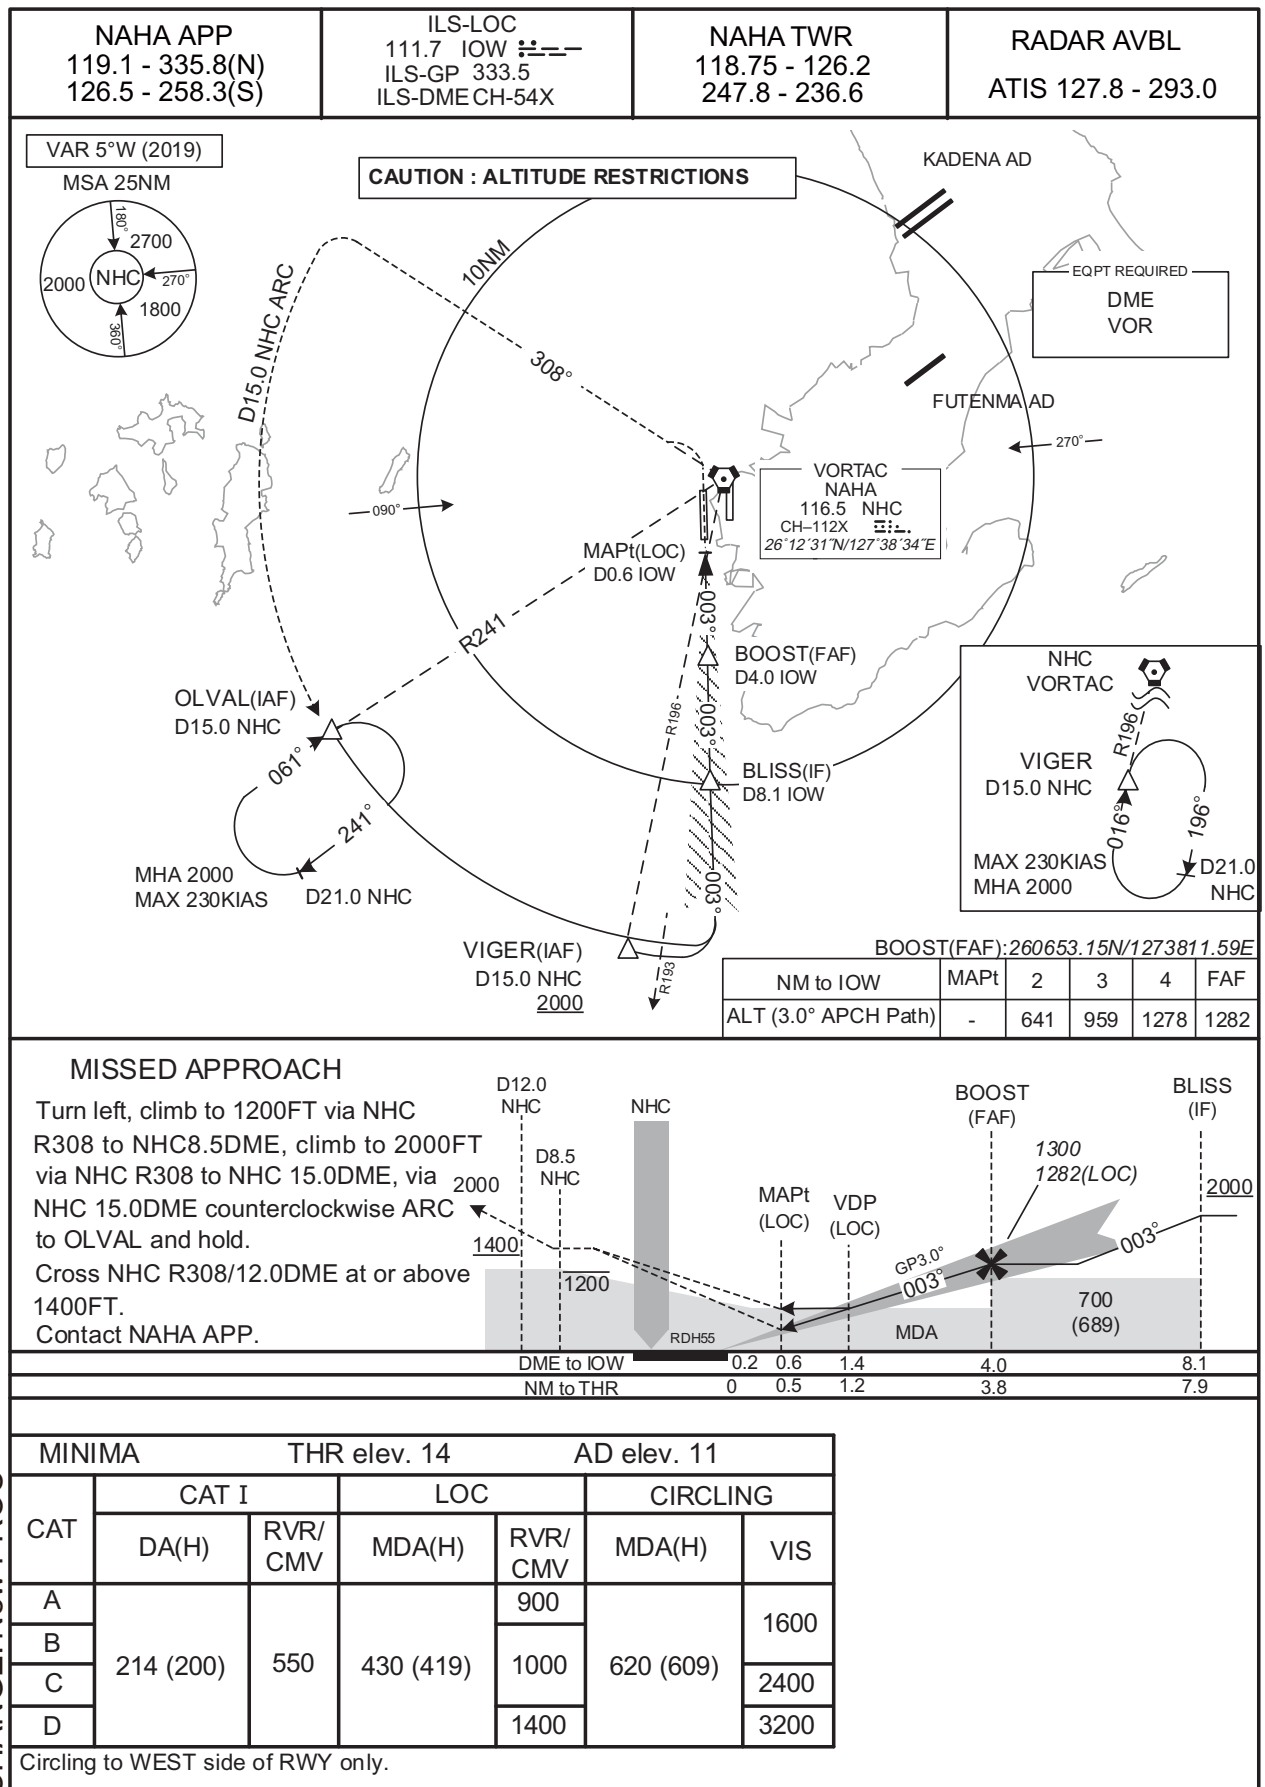 NAHA APP
119.1 - 335.8(N)
126.5 - 258.3(S)
ILS-LOC
111.7 IOW
ILS-GP 333.5
ILS-DME CH-54X
NAHA TWR
118.75 - 126.2
247.8 - 236.6
RADAR AVBL
ATIS 127.8 - 293.0
VAR 5°W (2019)
MSA 25NM
180°
2700
2000
NHC
270°
1800
360°
CAUTION : ALTITUDE RESTRICTIONS
KADENA AD
EQPT REQUIRED
DME
VOR
10NM
D15.0 NHC ARC
308°
FUTENMA AD
270°
090°
VORTAC
NAHA
116.5 NHC
CH–112X
26°12´31˝N/127°38´34˝E
MAPt(LOC)
D0.6 IOW
003°
R241
BOOST(FAF)
D4.0 IOW
OLVAL(IAF)
D15.0 NHC
R196
003°
061°
BLISS(IF)
D8.1 IOW
241°
MHA 2000
MAX 230KIAS
D21.0 NHC
003°
VIGER(IAF)
D15.0 NHC
2000
R193
NHC
VORTAC
R196
VIGER
D15.0 NHC
016°
196°
MAX 230KIAS
MHA 2000
D21.0
NHC
BOOST(FAF):260653.15N/1273811.59E
NM to IOW MAPt 2 3 4 FAF
ALT (3.0° APCH Path) - 641 959 1278 1282
MISSED APPROACH
Turn left, climb to 1200FT via NHC
R308 to NHC8.5DME, climb to 2000FT
via NHC R308 to NHC 15.0DME, via
NHC 15.0DME counterclockwise ARC
to OLVAL and hold.
Cross NHC R308/12.0DME at or above
1400FT.
Contact NAHA APP.
D12.0
NHC
D8.5
NHC
NHC
2000
1400
1200
MAPt
(LOC)
VDP
(LOC)
BOOST
(FAF)
BLISS
(IF)
1300
1282(LOC)
2000
GP3.0°
003°
003°
RDH55
MDA
700
(689)
DME to IOW 0.2 0.6 1.4 4.0 8.1
NM to THR 0 0.5 1.2 3.8 7.9
MINIMA THR elev. 14 AD elev. 11
CAT CAT I LOC CIRCLING
DA(H) RVR/CMV MDA(H) RVR/CMV MDA(H) VIS
A 900 1600
B
214 (200) 550 430 (419) 1000 620 (609)
C 2400
D 1400 3200
Circling to WEST side of RWY only.